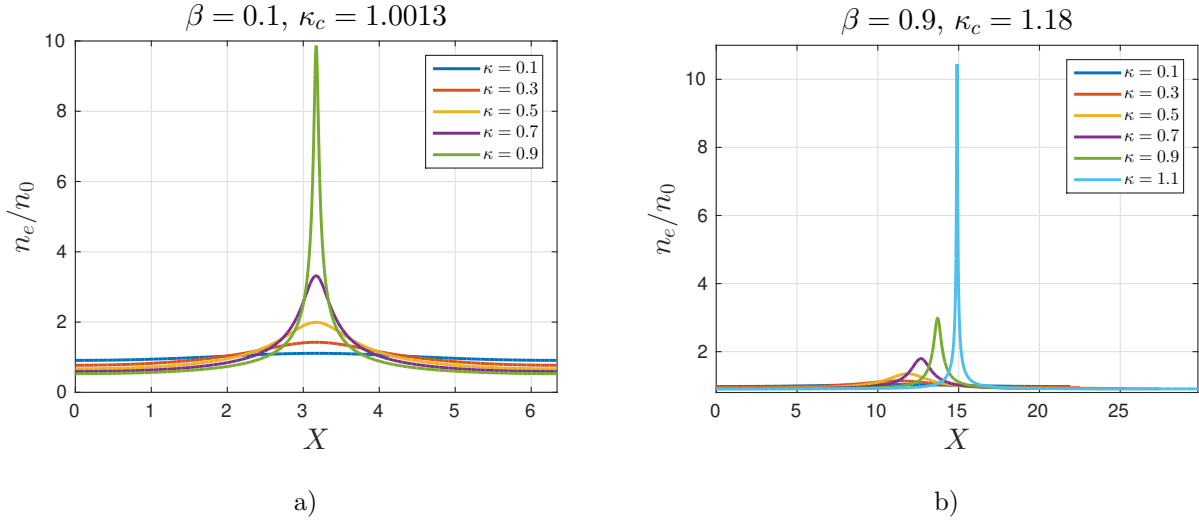 β = 0.1, κ_c = 1.0013
n_e/n_0
10
8
6
4
2
0
κ = 0.1
κ = 0.3
κ = 0.5
κ = 0.7
κ = 0.9
0 1 2 3 4 5 6
X
a)
β = 0.9, κ_c = 1.18
n_e/n_0
10
8
6
4
2
κ = 0.1
κ = 0.3
κ = 0.5
κ = 0.7
κ = 0.9
κ = 1.1
0 5 10 15 20 25
X
b)